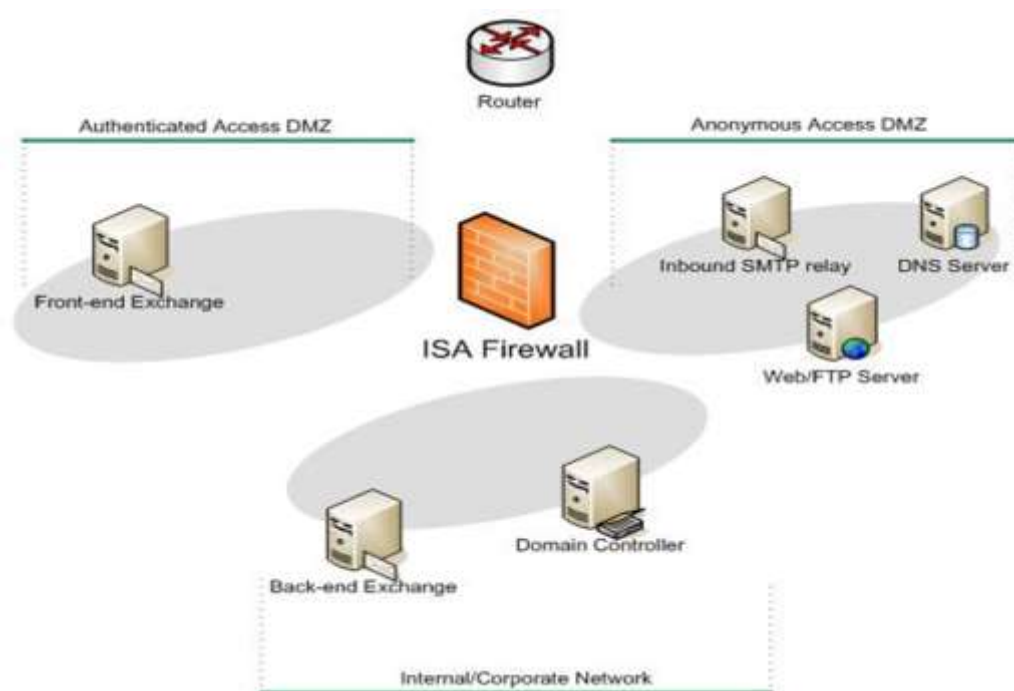 Router
Authenticated Access DMZ
Anonymous Access DMZ
Inbound SMTP relay
DNS Server
Front-end Exchange
ISA Firewall
Web/FTP Server
Domain Controller
Back-end Exchange
Internal/Corporate Network